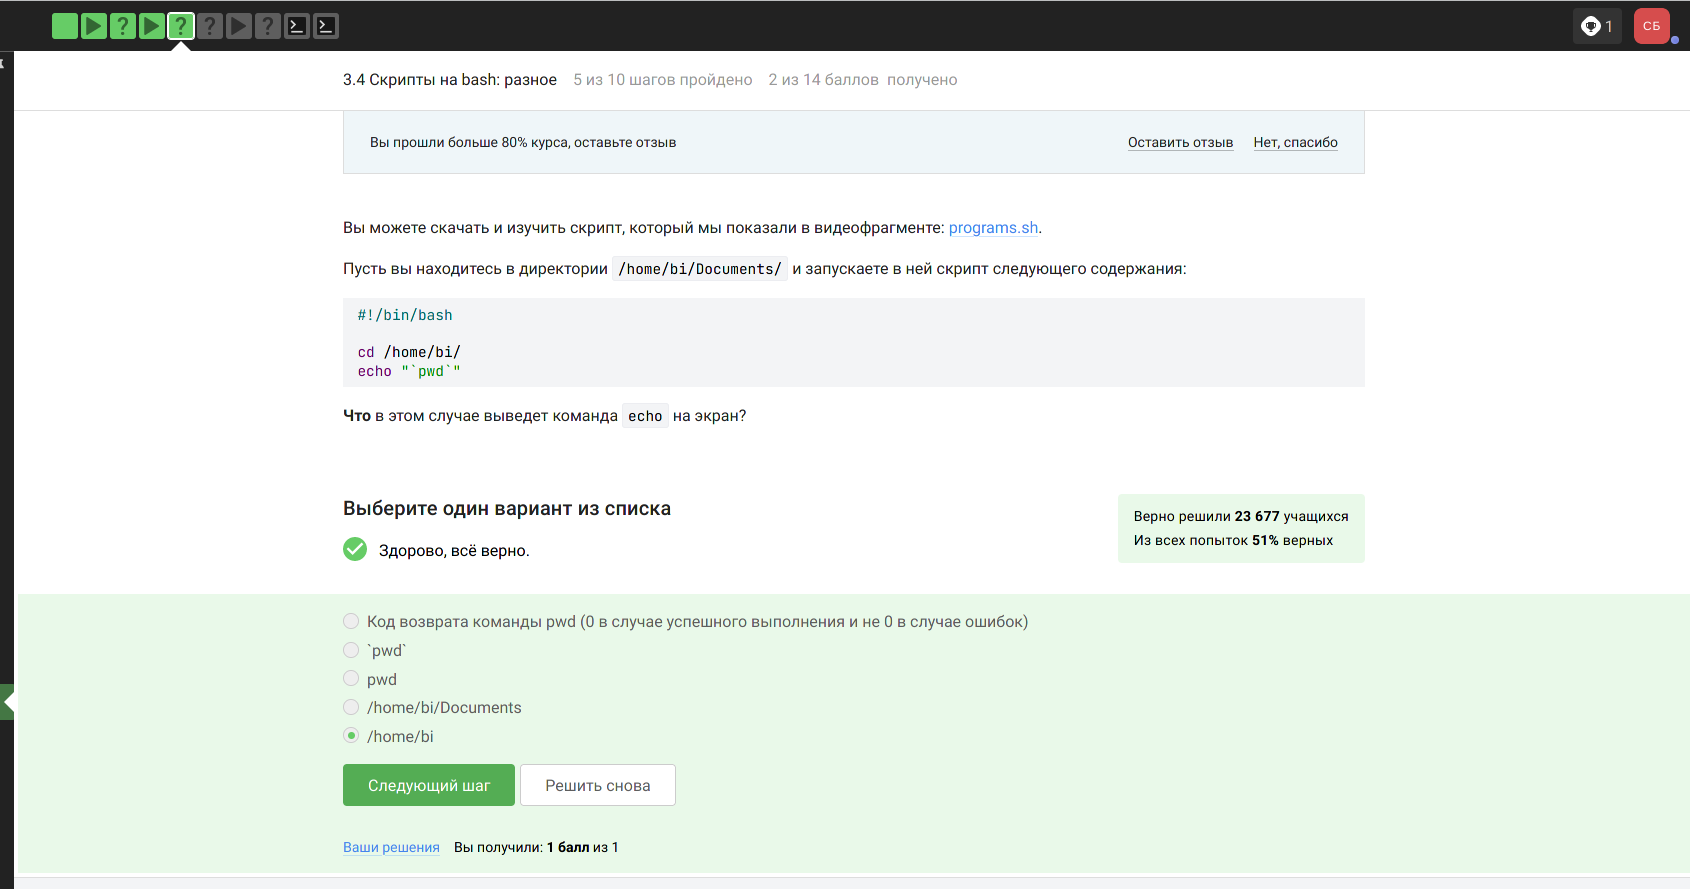 1
СБ
3.4 Скрипты на bash: разное 5 из 10 шагов пройдено 2 из 14 баллов получено
Вы прошли больше 80% курса, оставьте отзыв Оставить отзыв Нет, спасибо
Вы можете скачать и изучить скрипт, который мы показали в видеофрагменте: programs.sh.
Пусть вы находитесь в директории /home/bi/Documents/ и запускаете в ней скрипт следующего содержания:
#!/bin/bash
cd /home/bi/
echo "`pwd`"
Что в этом случае выведет команда echo на экран?
Выберите один вариант из списка
Здорово, всё верно.
Верно решили 23 677 учащихся
Из всех попыток 51% верных
Код возврата команды pwd (0 в случае успешного выполнения и не 0 в случае ошибок)
`pwd`
pwd
/home/bi/Documents
/home/bi
Следующий шаг Решить снова
Ваши решения Вы получили: 1 балл из 1